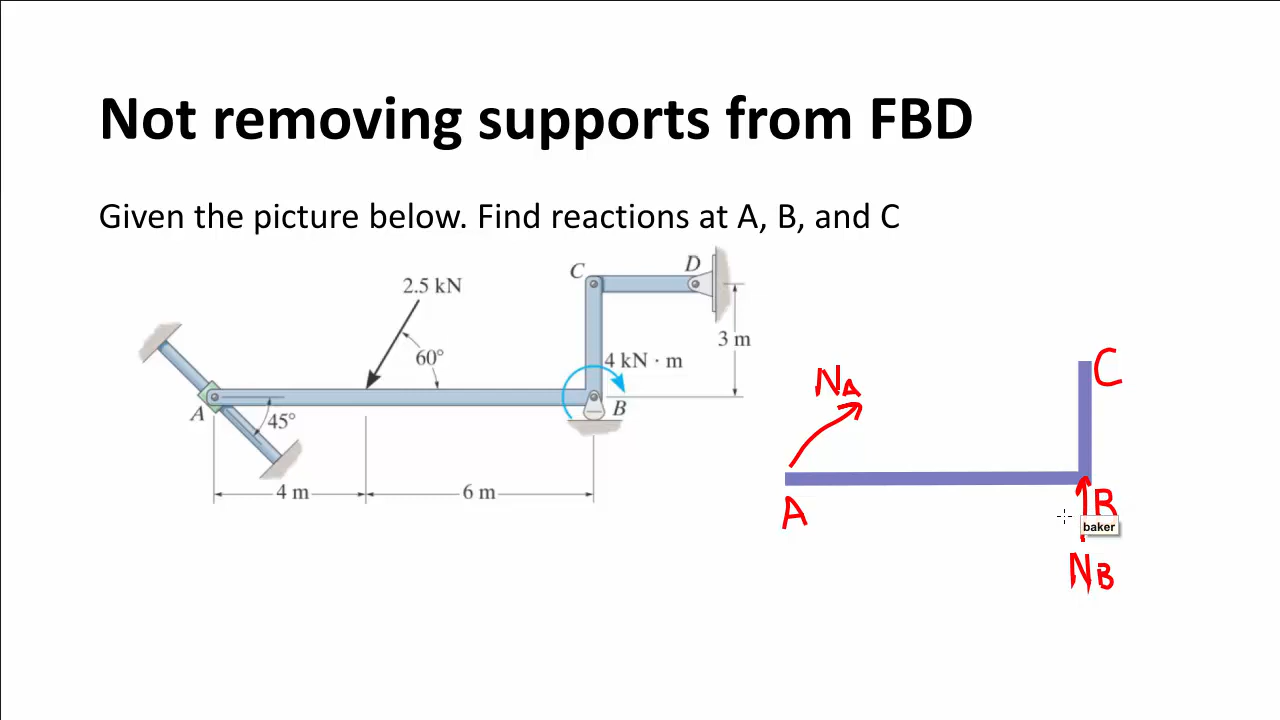 Not removing supports from FBD
Given the picture below. Find reactions at A, B, and C
C
D
2.5 kN
3 m
60°
4 kN · m
A
45°
B
4 m
6 m
C
NA
A
B
baker
NB